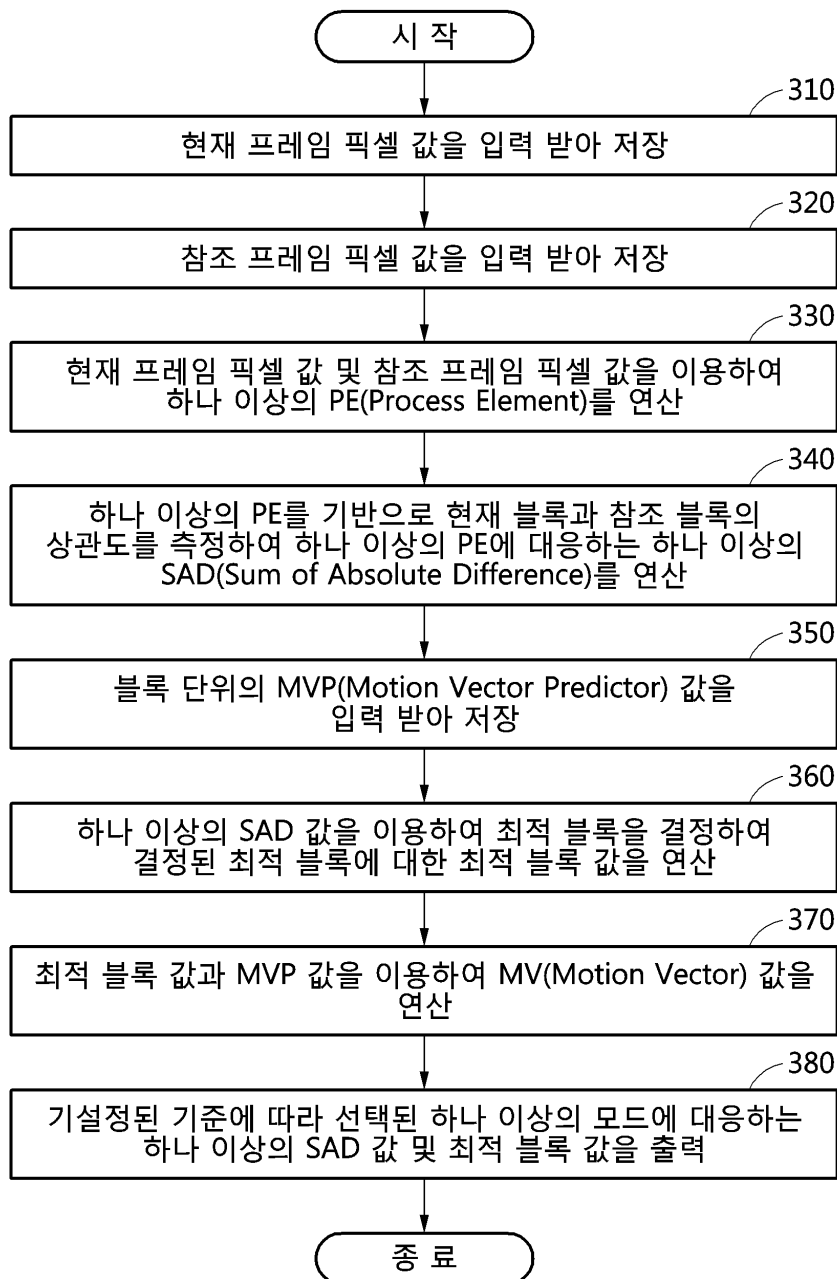 시 작
310
현재 프레임 픽셀 값을 입력 받아 저장
320
참조 프레임 픽셀 값을 입력 받아 저장
330
현재 프레임 픽셀 값 및 참조 프레임 픽셀 값을 이용하여
하나 이상의 PE(Process Element)를 연산
340
하나 이상의 PE를 기반으로 현재 블록과 참조 블록의
상관도를 측정하여 하나 이상의 PE에 대응하는 하나 이상의
SAD(Sum of Absolute Difference)를 연산
350
블록 단위의 MVP(Motion Vector Predictor) 값을
입력 받아 저장
360
하나 이상의 SAD 값을 이용하여 최적 블록을 결정하여
결정된 최적 블록에 대한 최적 블록 값을 연산
370
최적 블록 값과 MVP 값을 이용하여 MV(Motion Vector) 값을
연산
380
기설정된 기준에 따라 선택된 하나 이상의 모드에 대응하는
하나 이상의 SAD 값 및 최적 블록 값을 출력
종 료